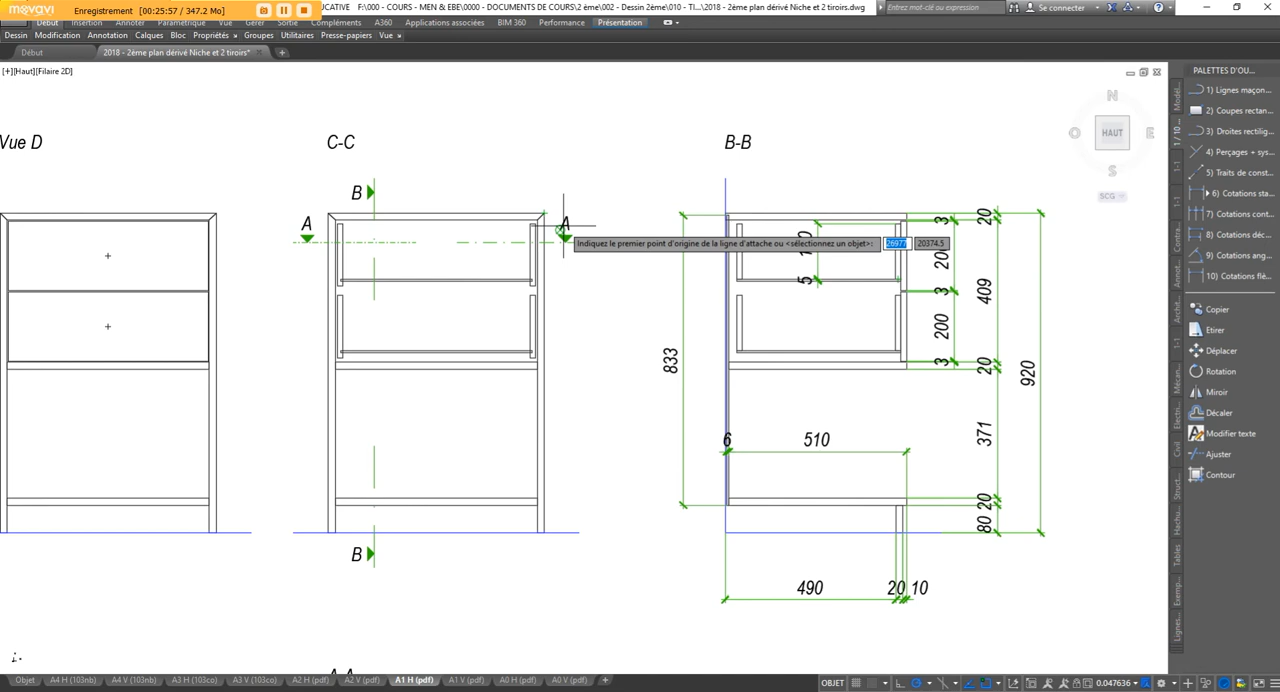 movavi Enregistrement 00:25:57 / 347.2 Mo
UCATIVE F:\000 - COURS - MEN & EBE\0000 - DOCUMENTS DE COURS\2 ème\002 - Dessin 2ème\010 - Ti...\2018 - 2ème plan dérivé Niche et 2 tiroirs.dwg
Entrez mot-clé ou expression
Se connecter
Début Insertion Annoter Paramétrique Vue Gérer Sortie Compléments A360 Applications associées BIM 360 Performance Présentation
Dessin Modification Annotation Calques Bloc Propriétés Groupes Utilitaires Presse-papiers Vue
Début 2018 - 2ème plan dérivé Niche et 2 tiroirs*
[+][Haut][Filaire 2D]
PALETTES D'OU...
1) Lignes maçon...
2) Coupes rectan...
3) Droites rectilig...
4) Perçages + sys...
5) Traits de const...
6) Cotations sta...
7) Cotations cont...
8) Cotations déc...
9) Cotations ang...
10) Cotations flè...
Copier
Etirer
Déplacer
Rotation
Miroir
Décaler
Modifier texte
Ajuster
Contour
N
O HAUT E
S
SCG
Vue D
C-C
B-B
B
A
A
B
Indiquez le premier point d'origine de la ligne d'attache ou <sélectionnez un objet>: 26977 20374.5
5
3
3
200
3
20
409
20
371
20
80
920
833
6 510
490 20 10
Objet A4 H (103nb) A4 V (103nb) A3 H (103co) A3 V (103co) A2 H (pdf) A2 V (pdf) A1 H (pdf) A1 V (pdf) A0 H (pdf) A0 V (pdf) +
OBJET 0.047636